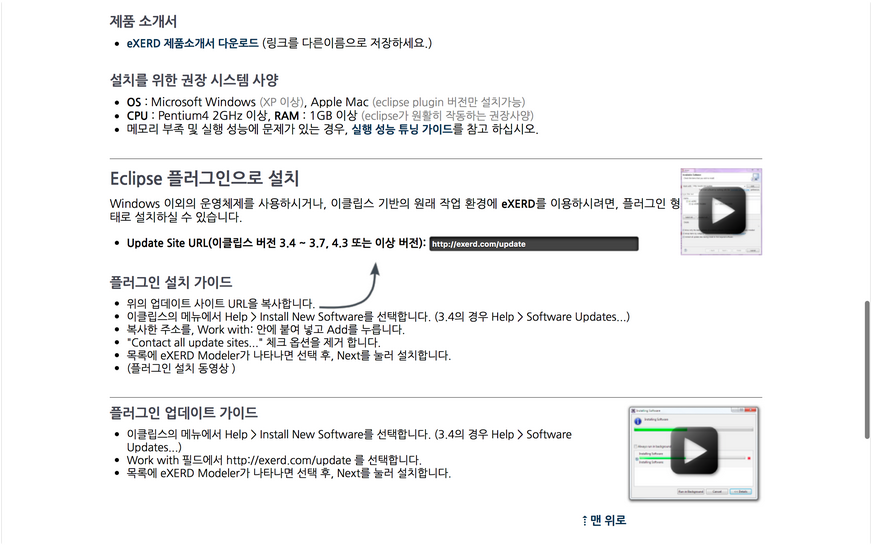 제품 소개서
eXERD 제품소개서 다운로드 (링크를 다른이름으로 저장하세요.)
설치를 위한 권장 시스템 사양
OS : Microsoft Windows (XP 이상), Apple Mac (eclipse plugin 버전만 설치가능)
CPU : Pentium4 2GHz 이상, RAM : 1GB 이상 (eclipse가 원활히 작동하는 권장사양)
메모리 부족 및 실행 성능에 문제가 있는 경우, 실행 성능 튜닝 가이드를 참고 하십시오.
Eclipse 플러그인으로 설치
Windows 이외의 운영체제를 사용하시거나, 이클립스 기반의 원래 작업 환경에 eXERD를 이용하시려면, 플러그인 형
태로 설치하실 수 있습니다.
Update Site URL(이클립스 버전 3.4 ~ 3.7, 4.3 또는 이상 버전): http://exerd.com/update
플러그인 설치 가이드
위의 업데이트 사이트 URL을 복사합니다.
이클립스의 메뉴에서 Help > Install New Software를 선택합니다. (3.4의 경우 Help > Software Updates...)
복사한 주소를, Work with: 안에 붙여 넣고 Add를 누릅니다.
"Contact all update sites..." 체크 옵션을 제거 합니다.
목록에 eXERD Modeler가 나타나면 선택 후, Next를 눌러 설치합니다.
(플러그인 설치 동영상 )
플러그인 업데이트 가이드
이클립스의 메뉴에서 Help > Install New Software를 선택합니다. (3.4의 경우 Help > Software
Updates...)
Work with 필드에서 http://exerd.com/update 를 선택합니다.
목록에 eXERD Modeler가 나타나면 선택 후, Next를 눌러 설치합니다.
Installing Software
Installing Software
Installing Software
Installing Software
Run in Background Cancel
⇡ 맨 위로